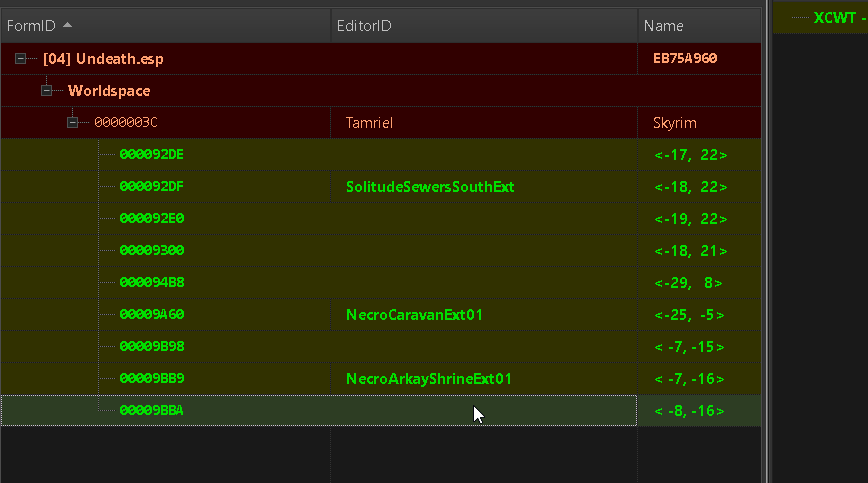 FormID EditorID Name XCWT -
[04] Undeath.esp EB75A960
Worldspace
0000003C Tamriel Skyrim
000092DE <-17, 22>
000092DF SolitudeSewersSouthExt <-18, 22>
000092E0 <-19, 22>
00009300 <-18, 21>
000094B8 <-29, 8>
00009A60 NecroCaravanExt01 <-25, -5>
00009B98 < -7, -15>
00009BB9 NecroArkayShrineExt01 < -7, -16>
00009BBA < -8, -16>